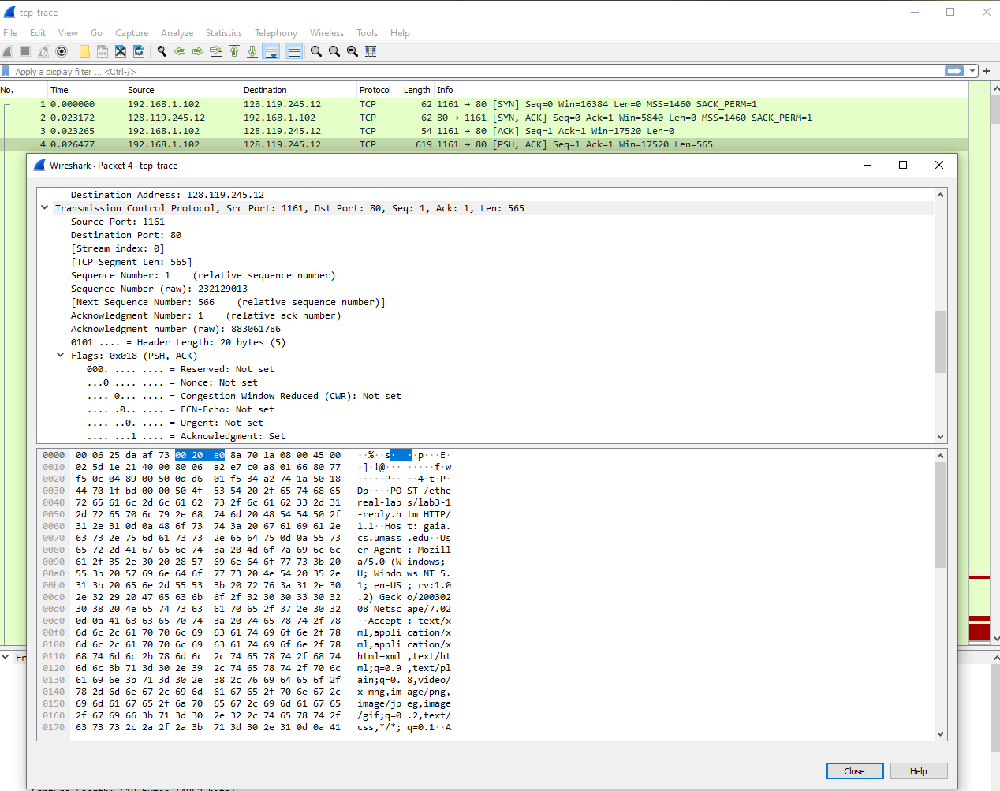 tcp-trace
File Edit View Go Capture Analyze Statistics Telephony Wireless Tools Help
Apply a display filter ... <Ctrl-/>
No. Time Source Destination Protocol Length Info
1 0.000000 192.168.1.102 128.119.245.12 TCP 62 1161 → 80 [SYN] Seq=0 Win=16384 Len=0 MSS=1460 SACK_PERM=1
2 0.023172 128.119.245.12 192.168.1.102 TCP 62 80 → 1161 [SYN, ACK] Seq=0 Ack=1 Win=5840 Len=0 MSS=1460 SACK_PERM=1
3 0.023265 192.168.1.102 128.119.245.12 TCP 54 1161 → 80 [ACK] Seq=1 Ack=1 Win=17520 Len=0
4 0.026477 192.168.1.102 128.119.245.12 TCP 619 1161 → 80 [PSH, ACK] Seq=1 Ack=1 Win=17520 Len=565
Wireshark · Packet 4 · tcp-trace
Destination Address: 128.119.245.12
Transmission Control Protocol, Src Port: 1161, Dst Port: 80, Seq: 1, Ack: 1, Len: 565
Source Port: 1161
Destination Port: 80
[Stream index: 0]
[TCP Segment Len: 565]
Sequence Number: 1    (relative sequence number)
Sequence Number (raw): 232129013
[Next Sequence Number: 566    (relative sequence number)]
Acknowledgment Number: 1    (relative ack number)
Acknowledgment number (raw): 883061786
0101 .... = Header Length: 20 bytes (5)
Flags: 0x018 (PSH, ACK)
000. .... .... = Reserved: Not set
...0 .... .... = Nonce: Not set
.... 0... .... = Congestion Window Reduced (CWR): Not set
.... .0.. .... = ECN-Echo: Not set
.... ..0. .... = Urgent: Not set
.... ...1 .... = Acknowledgment: Set
0000 00 06 25 da af 73 00 20 e0 8a 70 1a 08 00 45 00 ··%··s·  ··p···E·
0010 02 5d 1e 21 40 00 80 06 a2 e7 c0 a8 01 66 80 77 ·]·!@··· ·····f·w
0020 f5 0c 04 89 00 50 0d d6 01 f5 34 a2 74 1a 50 18 ·····P·· ··4·t·P·
0030 44 70 1f bd 00 00 50 4f 53 54 20 2f 65 74 68 65 Dp····PO ST /ethe
0040 72 65 61 6c 2d 6c 61 62 73 2f 6c 61 62 33 2d 31 real-lab s/lab3-1
0050 2d 72 65 70 6c 79 2e 68 74 6d 20 48 54 54 50 2f -reply.h tm HTTP/
0060 31 2e 31 0d 0a 48 6f 73 74 3a 20 67 61 69 61 2e 1.1··Hos t: gaia.
0070 63 73 2e 75 6d 61 73 73 2e 65 64 75 0d 0a 55 73 cs.umass .edu··Us
0080 65 72 2d 41 67 65 6e 74 3a 20 4d 6f 7a 69 6c 6c er-Agent : Mozill
0090 61 2f 35 2e 30 20 28 57 69 6e 64 6f 77 73 3b 20 a/5.0 (W indows;
00a0 55 3b 20 57 69 6e 64 6f 77 73 20 4e 54 20 35 2e U; Windo ws NT 5.
00b0 31 3b 20 65 6e 2d 55 53 3b 20 72 76 3a 31 2e 30 1; en-US ; rv:1.0
00c0 2e 32 29 20 47 65 63 6b 6f 2f 32 30 30 33 30 32 .2) Geck o/200302
00d0 30 38 20 4e 65 74 73 63 61 70 65 2f 37 2e 30 32 08 Netsc ape/7.02
00e0 0d 0a 41 63 63 65 70 74 3a 20 74 65 78 74 2f 78 ··Accept : text/x
00f0 6d 6c 2c 61 70 70 6c 69 63 61 74 69 6f 6e 2f 78 ml,appli cation/x
0100 6d 6c 2c 61 70 70 6c 69 63 61 74 69 6f 6e 2f 78 ml,appli cation/x
0110 68 74 6d 6c 2b 78 6d 6c 2c 74 65 78 74 2f 68 74 html+xml ,text/ht
0120 6d 6c 3b 71 3d 30 2e 39 2c 74 65 78 74 2f 70 6c ml;q=0.9 ,text/pl
0130 61 69 6e 3b 71 3d 30 2e 38 2c 76 69 64 65 6f 2f ain;q=0. 8,video/
0140 78 2d 6d 6e 67 2c 69 6d 61 67 65 2f 70 6e 67 2c x-mng,im age/png,
0150 69 6d 61 67 65 2f 6a 70 65 67 2c 69 6d 61 67 65 image/jp eg,image
0160 2f 67 69 66 3b 71 3d 30 2e 32 2c 74 65 78 74 2f /gif;q=0 .2,text/
0170 63 73 73 2c 2a 2f 2a 3b 71 3d 30 2e 31 0d 0a 41 css,*/*; q=0.1··A
Close Help